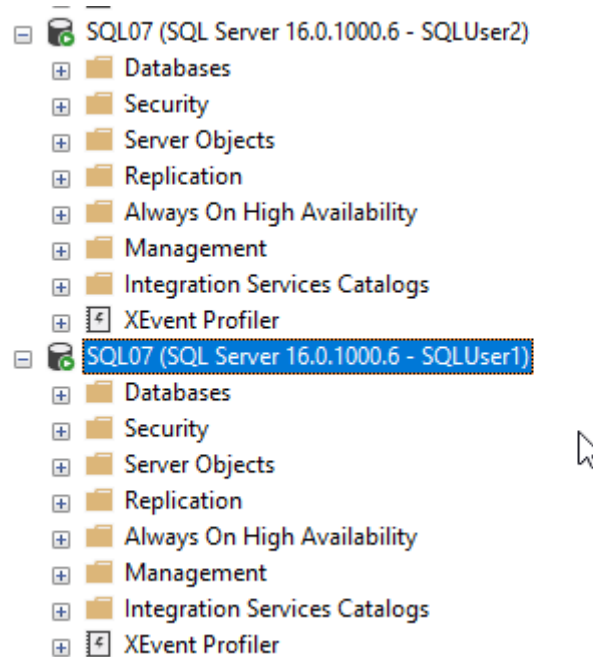 SQL07 (SQL Server 16.0.1000.6 - SQLUser2)
Databases
Security
Server Objects
Replication
Always On High Availability
Management
Integration Services Catalogs
XEvent Profiler
SQL07 (SQL Server 16.0.1000.6 - SQLUser1)
Databases
Security
Server Objects
Replication
Always On High Availability
Management
Integration Services Catalogs
XEvent Profiler